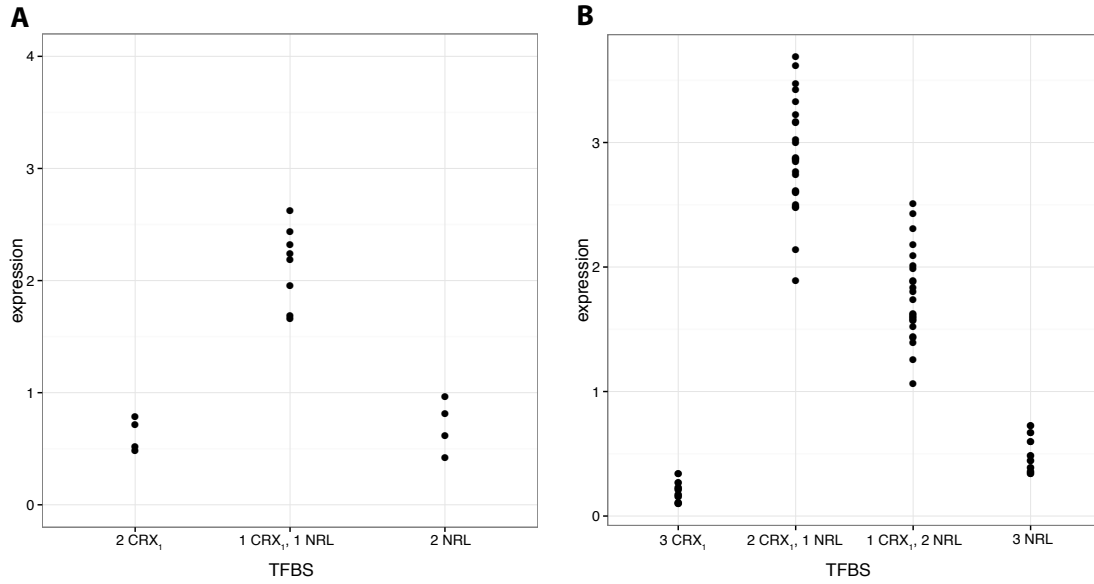 A
4
3
2
1
0
expression
2 CRX₁
1 CRX₁, 1 NRL
2 NRL
TFBS
B
3
2
1
0
expression
3 CRX₁
2 CRX₁, 1 NRL
1 CRX₁, 2 NRL
3 NRL
TFBS